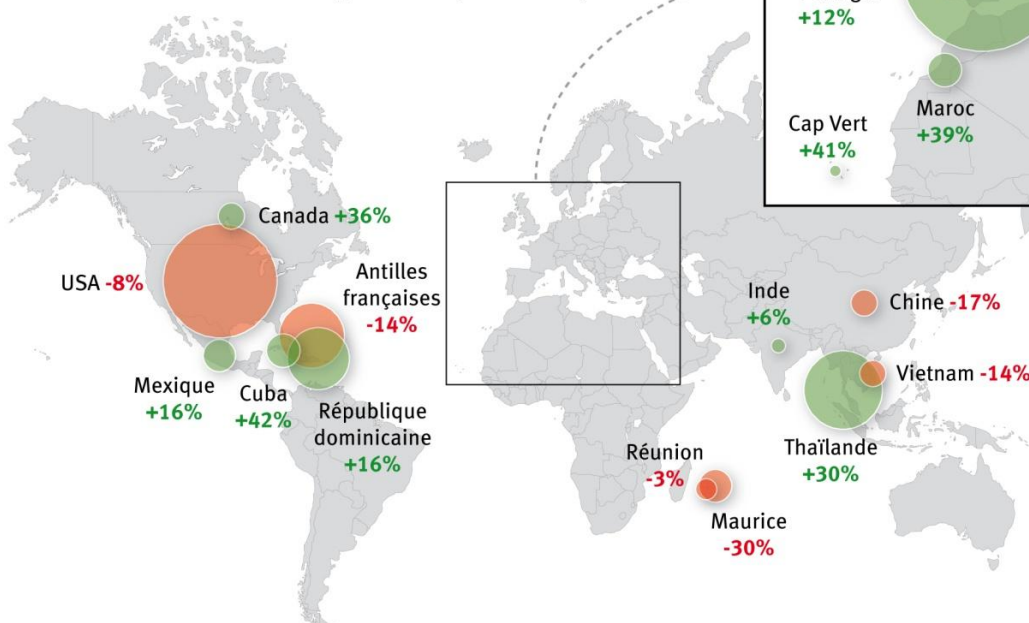 +12%
Maroc
+39%
Cap Vert
+41%
Canada +36%
USA -8%
Antilles
françaises
-14%
Mexique
+16%
Cuba
+42%
République
dominicaine
+16%
Inde
+6%
Chine -17%
Vietnam -14%
Thaïlande
+30%
Réunion
-3%
Maurice
-30%